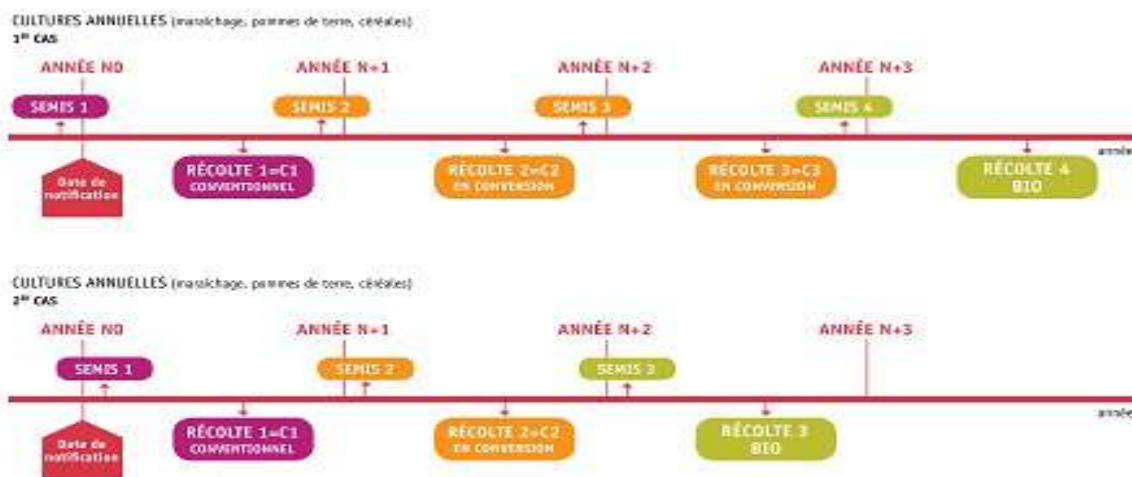 CULTURES ANNUELLES (maraîchage, pommes de terre, céréales)
1er CAS
ANNÉE N0 ANNÉE N+1 ANNÉE N+2 ANNÉE N+3
SEMIS 1 SEMIS 2 SEMIS 3 SEMIS 4
année
Date de
notification
RÉCOLTE 1=C1
CONVENTIONNEL
RÉCOLTE 2=C2
EN CONVERSION
RÉCOLTE 3=C3
EN CONVERSION
RÉCOLTE 4
BIO
CULTURES ANNUELLES (maraîchage, pommes de terre, céréales)
2e CAS
ANNÉE N0 ANNÉE N+1 ANNÉE N+2 ANNÉE N+3
SEMIS 1 SEMIS 2 SEMIS 3
année
Date de
notification
RÉCOLTE 1=C1
CONVENTIONNEL
RÉCOLTE 2=C2
EN CONVERSION
RÉCOLTE 3
BIO